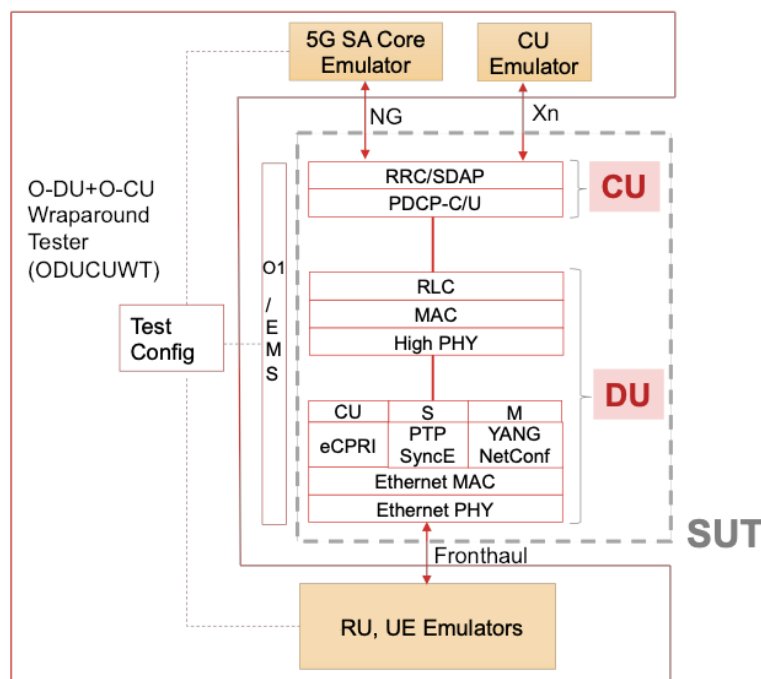 5G SA Core
Emulator
CU
Emulator
NG
Xn
O-DU+O-CU
Wraparound
Tester
(ODUCUWT)
RRC/SDAP
PDCP-C/U
CU
O1
/
E
M
S
RLC
MAC
High PHY
Test
Config
DU
CU
S
M
eCPRI
PTP
SyncE
YANG
NetConf
Ethernet MAC
Ethernet PHY
SUT
Fronthaul
RU, UE Emulators